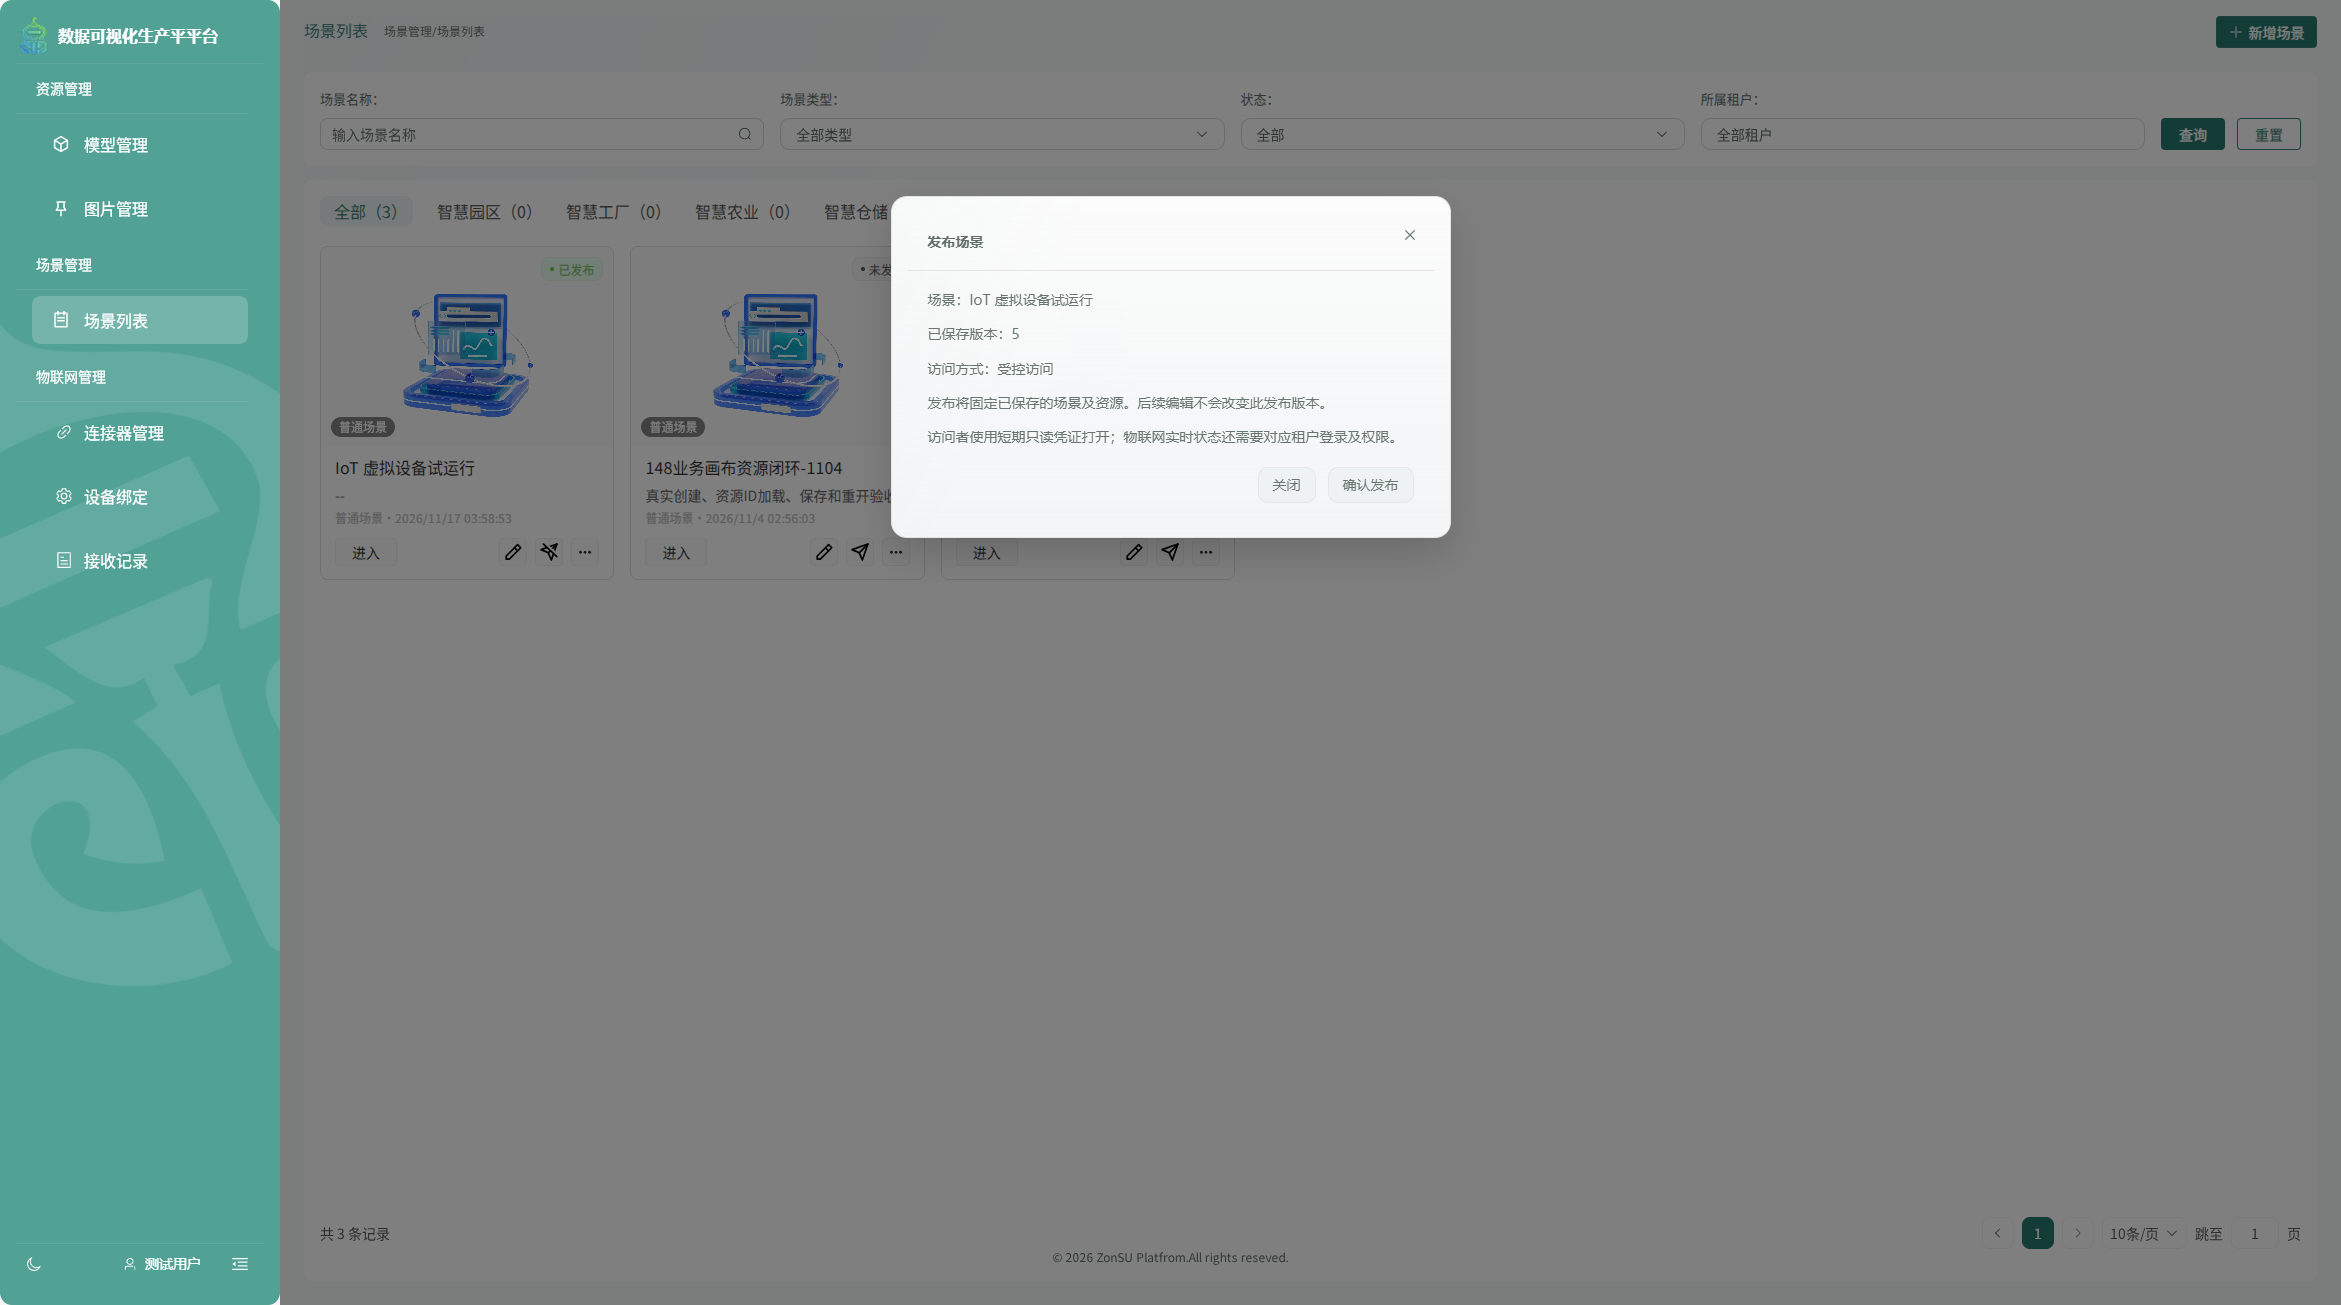 数据可视化生产平平台
资源管理
模型管理
图片管理
场景管理
场景列表
物联网管理
连接器管理
设备绑定
接收记录
测试用户
场景列表 场景管理/场景列表
新增场景
场景名称： 场景类型： 状态： 所属租户：
输入场景名称 全部类型 全部 全部租户 查询 重置
全部（3） 智慧园区（0） 智慧工厂（0） 智慧农业（0） 智慧仓储
已发布 未发
普通场景 普通场景
IoT 虚拟设备试运行 148业务画布资源闭环-1104
-- 真实创建、资源ID加载、保存和重开验收
普通场景・2026/11/17 03:58:53 普通场景・2026/11/4 02:56:03
进入 进入 进入
发布场景
场景：IoT 虚拟设备试运行
已保存版本：5
访问方式：受控访问
发布将固定已保存的场景及资源。后续编辑不会改变此发布版本。
访问者使用短期只读凭证打开；物联网实时状态还需要对应租户登录及权限。
关闭 确认发布
共 3 条记录
1 10条/页 跳至 1 页
© 2026 ZonSU Platfrom.All rights reseved.